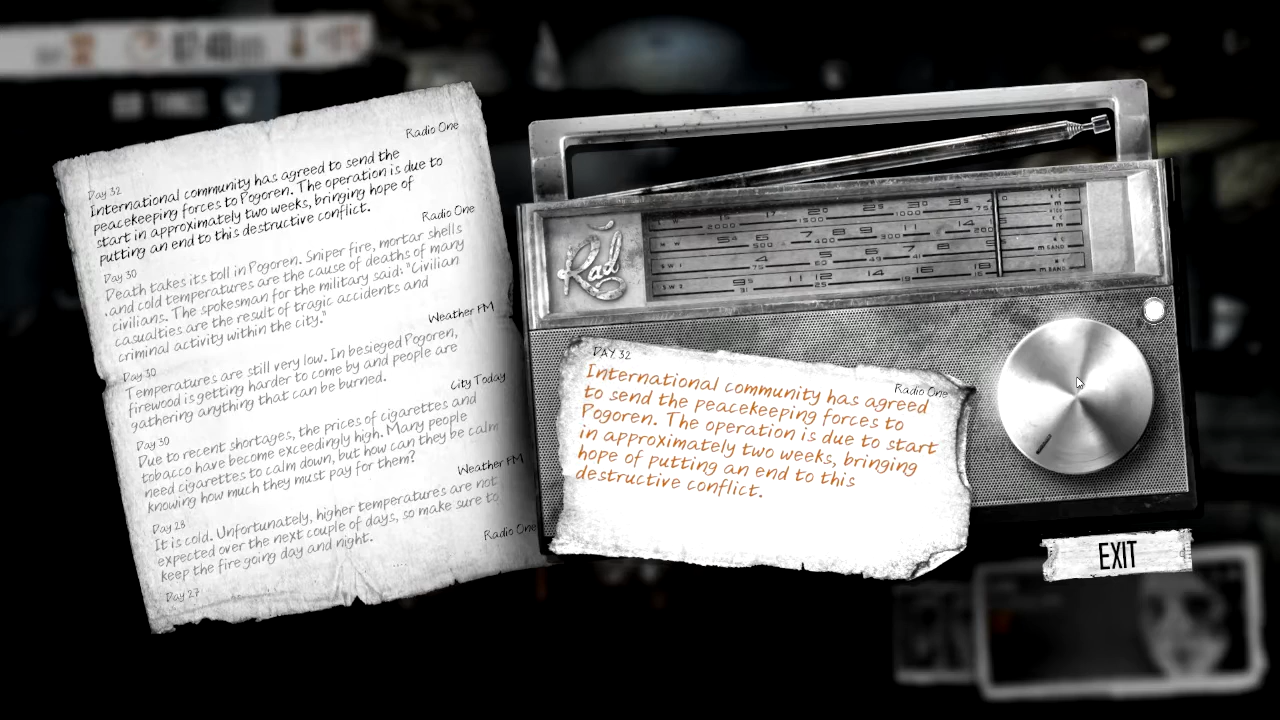 Radio One
Day 32
International community has agreed to send the
peacekeeping forces to Pogoren. The operation is due to
start in approximately two weeks, bringing hope of
putting an end to this destructive conflict.
Radio One
Day 30
Death takes its toll in Pogoren. Sniper fire, mortar shells
and cold temperatures are the cause of deaths of many
civilians. The spokesman for the military said: "Civilian
casualties are the result of tragic accidents and
criminal activity within the city."
Weather FM
Day 30
Temperatures are still very low. In besieged Pogoren,
firewood is getting harder to come by and people are
gathering anything that can be burned.
City Today
Day 30
Due to recent shortages, the prices of cigarettes and
tobacco have become exceedingly high. Many people
need cigarettes to calm down, but how can they be calm
knowing how much they must pay for them?
Weather FM
Day 28
It is cold. Unfortunately, higher temperatures are not
expected over the next couple of days, so make sure to
keep the fire going day and night.
Radio One
Day 27
Rad
DAY 32
Radio One
International community has agreed
to send the peacekeeping forces to
Pogoren. The operation is due to start
in approximately two weeks, bringing
hope of putting an end to this
destructive conflict.
EXIT